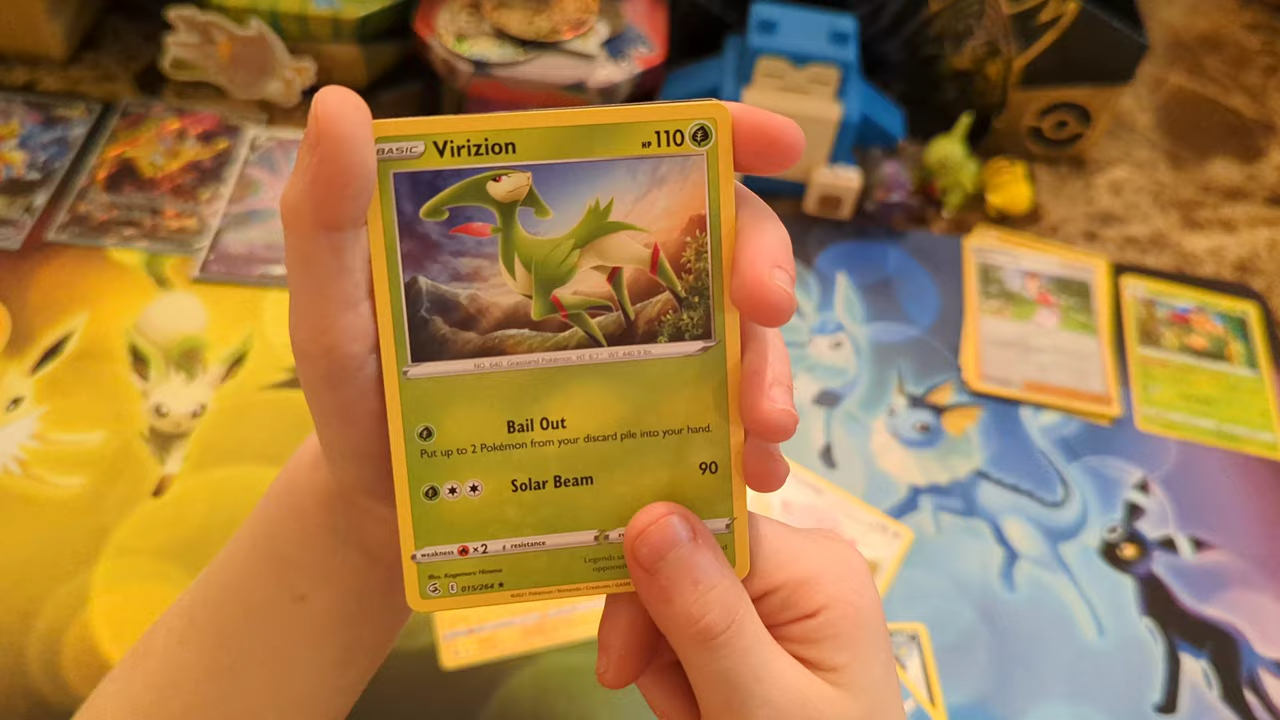 BASIC Virizion HP 110
NO. 640 Grassland Pokémon HT: 6'7" WT: 440.9 lbs.
Bail Out
Put up to 2 Pokémon from your discard pile into your hand.
Solar Beam 90
weakness ×2 resistance
Illus. Kagemaru Himeno
Legends
E 015/264
©2021 Pokémon / Nintendo / Creatures / GAME